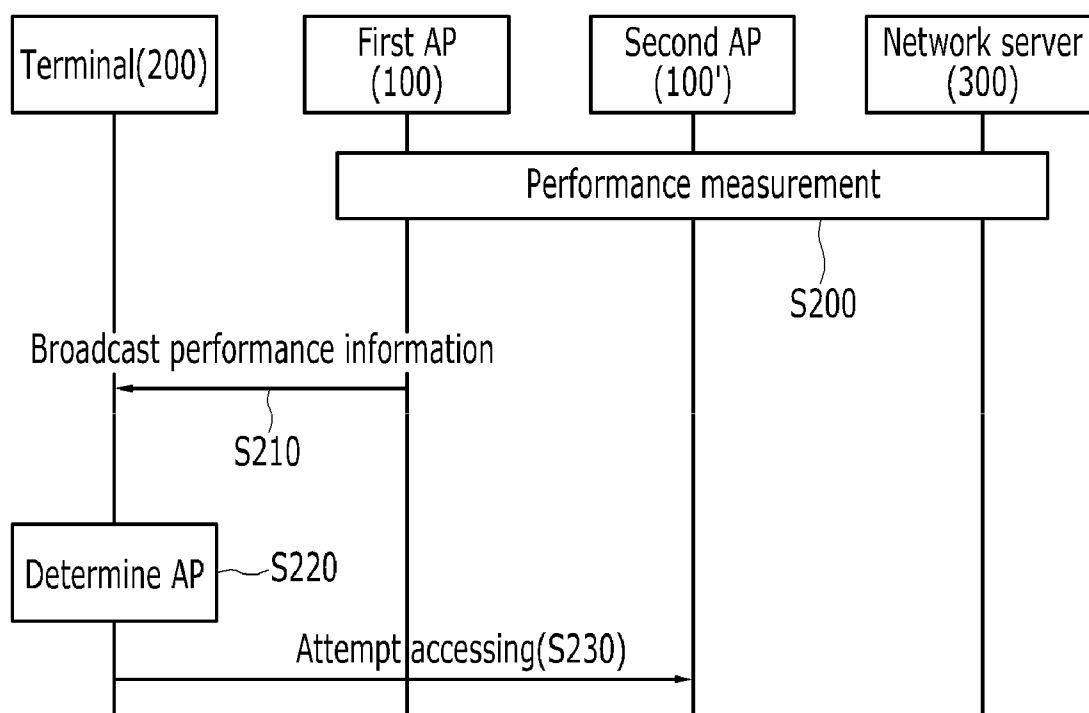 Terminal(200)
First AP
(100)
Second AP
(100')
Network server
(300)
Performance measurement
S200
Broadcast performance information
S210
Determine AP
S220
Attempt accessing(S230)